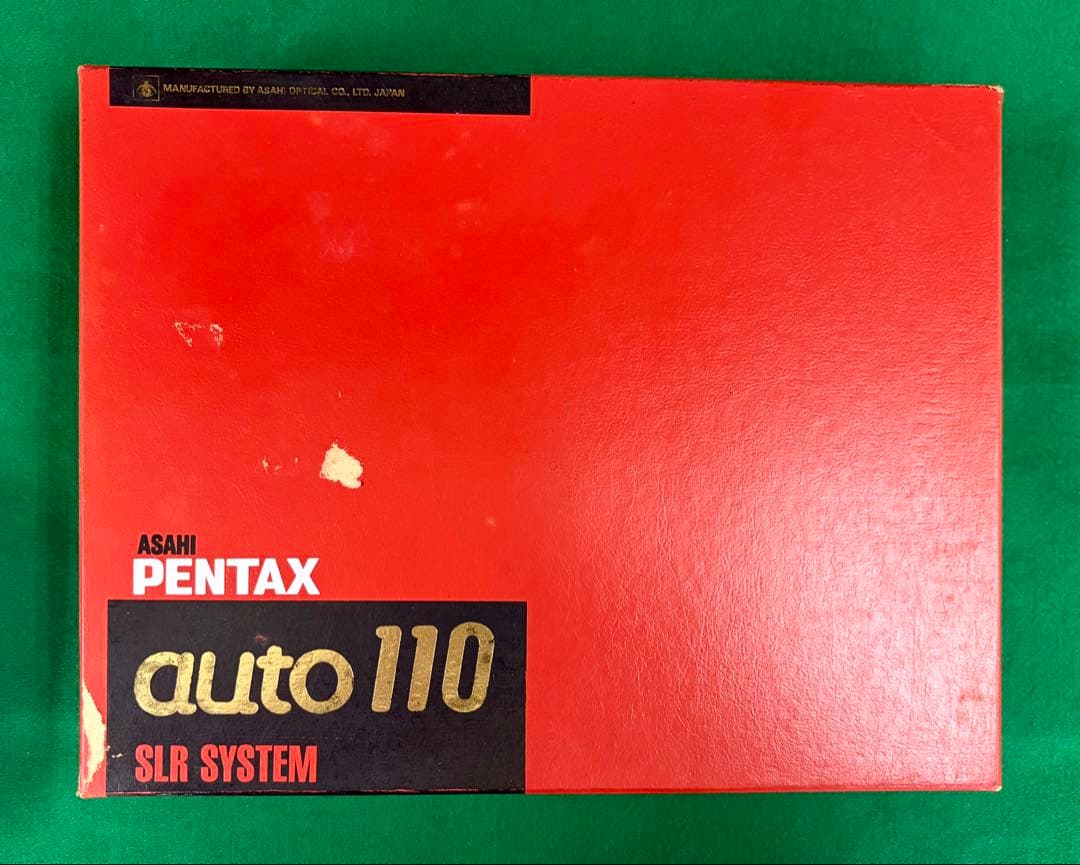 MANUFACTURED BY ASAHI OPTICAL CO., LTD. JAPAN
ASAHI
PENTAX
auto 110
SLR SYSTEM